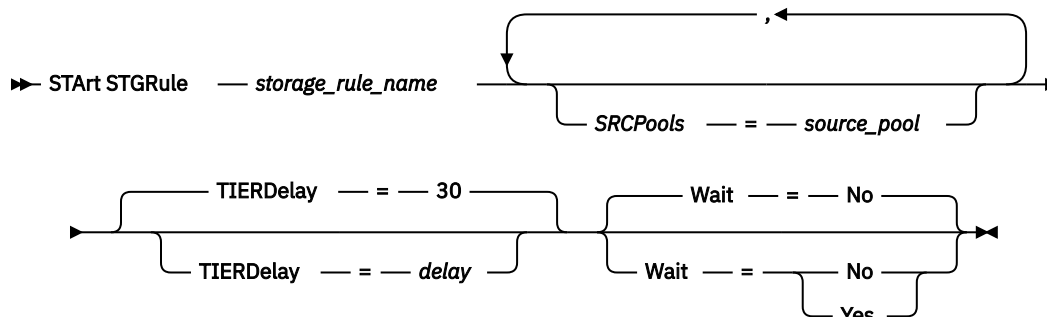 ,
STArt STGRule storage_rule_name
SRCPools = source_pool
TIERDelay = 30 Wait = No
TIERDelay = delay Wait = No
Yes